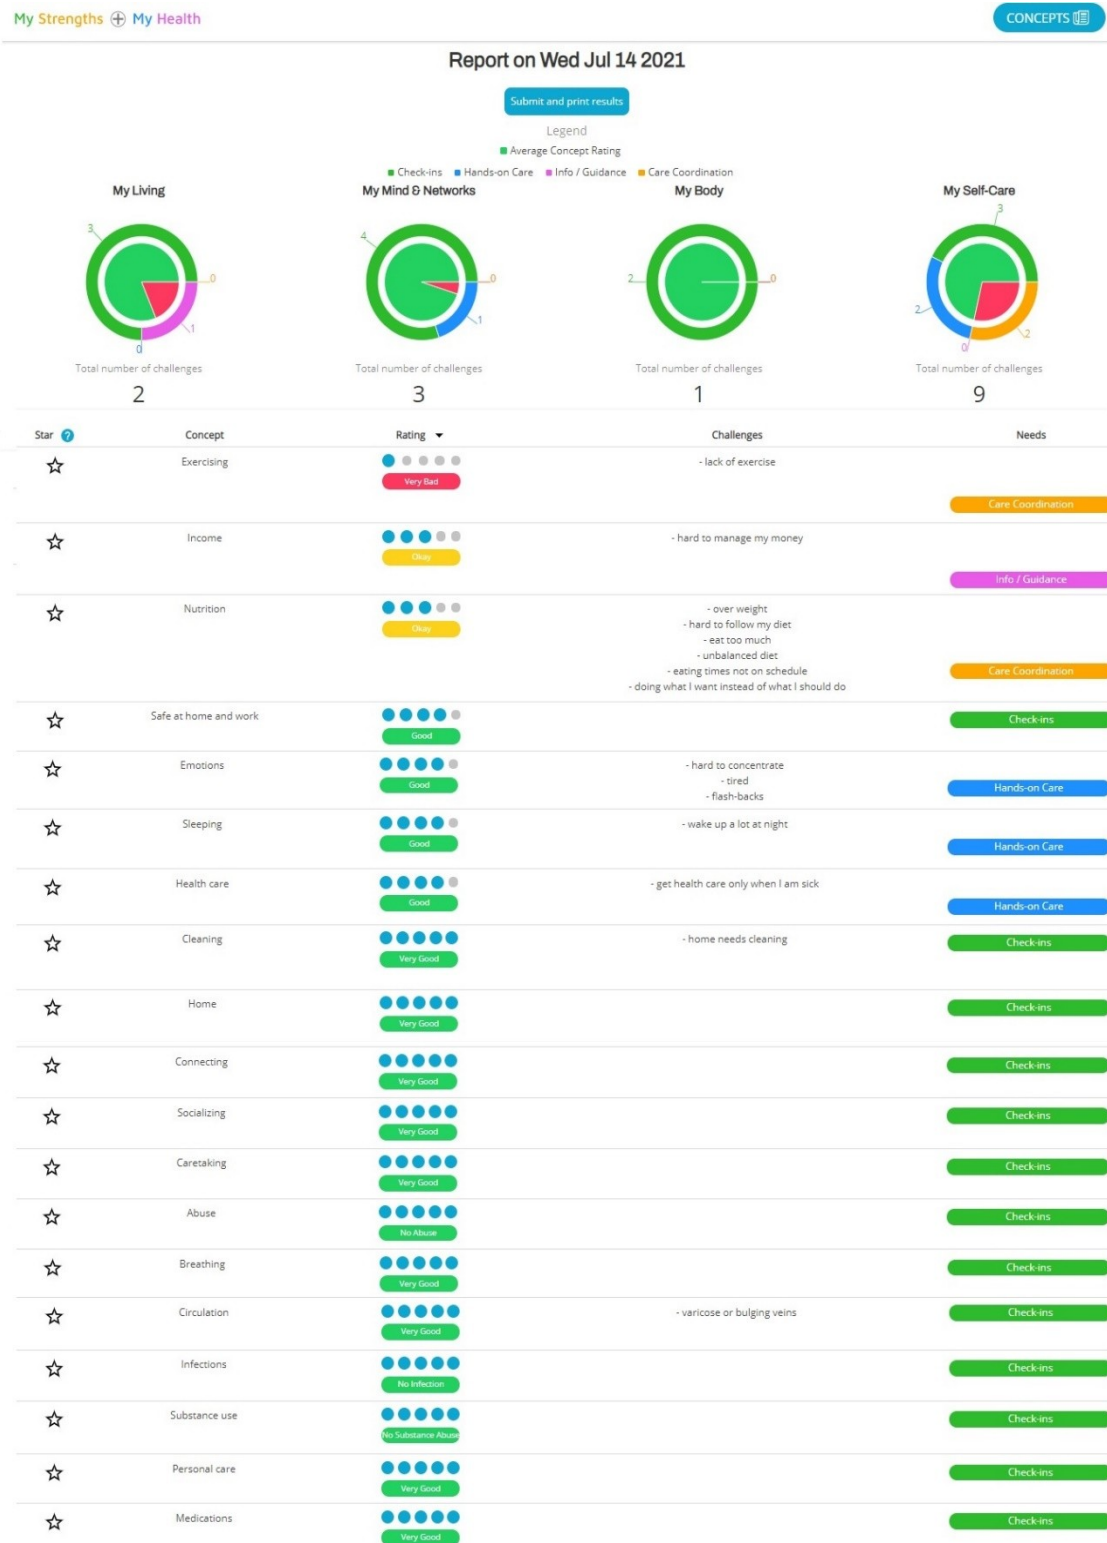 My Strengths My Health
CONCEPTS
Report on Wed Jul 14 2021
Submit and print results
Legend
Average Concept Rating
Check-ins Hands-on Care Info / Guidance Care Coordination
My Living My Mind & Networks My Body My Self-Care
3 0 1 0
4 0 1
2 0
3 2 0 2
Total number of challenges Total number of challenges Total number of challenges Total number of challenges
2 3 1 9
Star ? Concept Rating Challenges Needs
Exercising - lack of exercise
Very Bad
Care Coordination
Income - hard to manage my money
Okay
Info / Guidance
Nutrition - over weight
- hard to follow my diet
Okay
- eat too much
- unbalanced diet
- eating times not on schedule Care Coordination
- doing what I want instead of what I should do
Safe at home and work Check-ins
Good
Emotions - hard to concentrate
- tired
Good Hands-on Care
- flash-backs
Sleeping - wake up a lot at night
Good Hands-on Care
Health care - get health care only when I am sick
Good Hands-on Care
Cleaning - home needs cleaning Check-ins
Very Good
Home Check-ins
Very Good
Connecting Check-ins
Very Good
Socializing Check-ins
Very Good
Caretaking Check-ins
Very Good
Abuse Check-ins
No Abuse
Breathing Check-ins
Very Good
Circulation - varicose or bulging veins Check-ins
Very Good
Infections Check-ins
No Infection
Substance use Check-ins
No Substance Abuse
Personal care Check-ins
Very Good
Medications Check-ins
Very Good